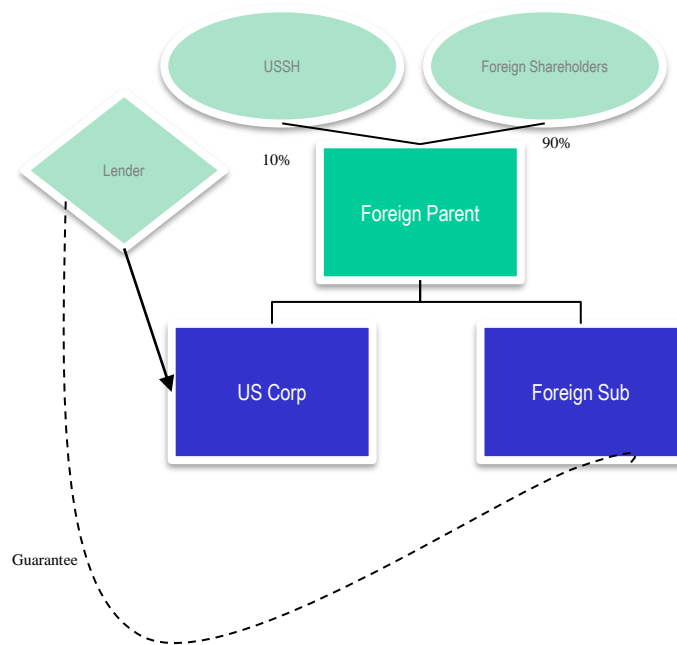 USSH
Foreign Shareholders
10%
90%
Lender
Foreign Parent
US Corp
Foreign Sub
Guarantee